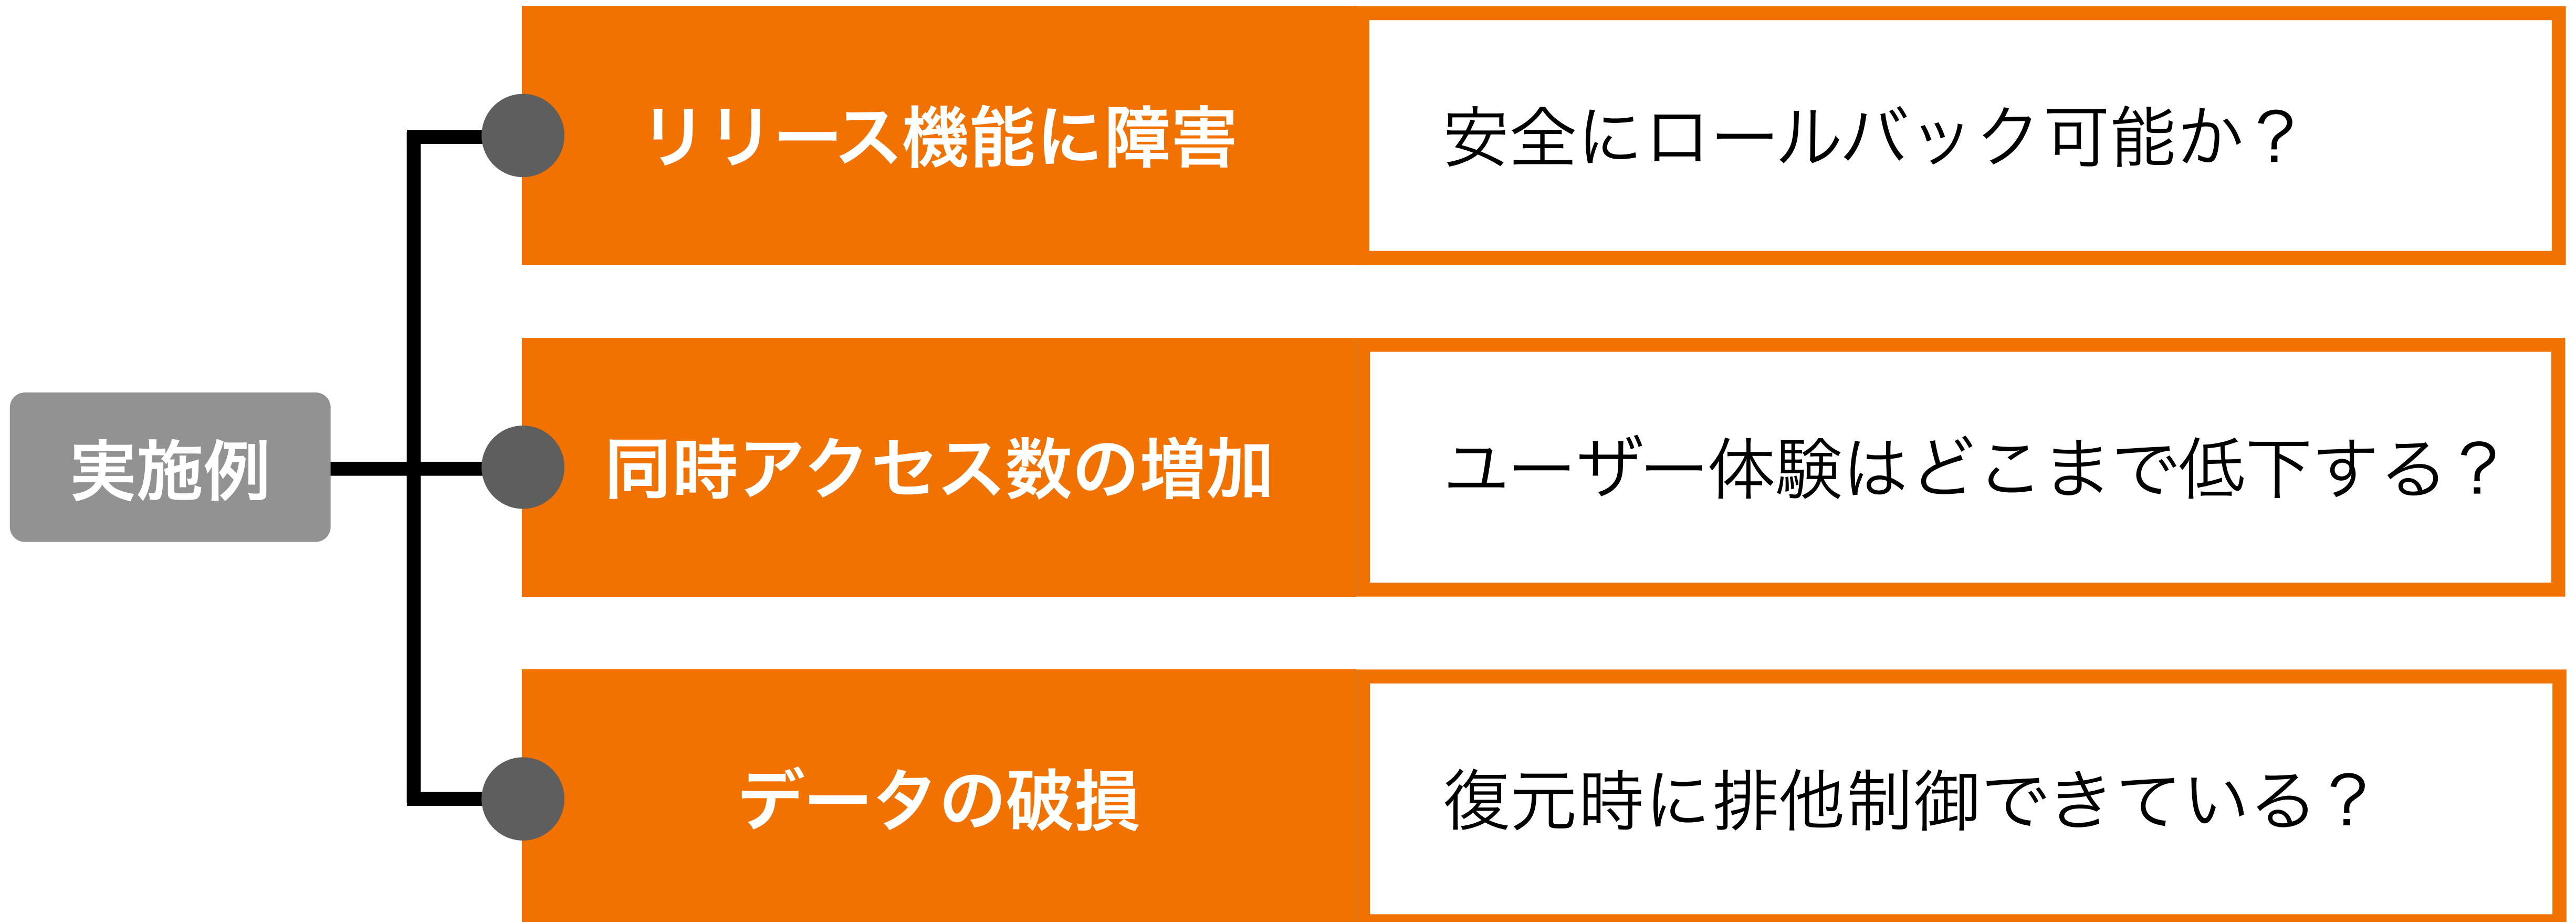 リリース機能に障害
安全にロールバック可能か？
実施例
同時アクセス数の増加
ユーザー体験はどこまで低下する？
データの破損
復元時に排他制御できている？